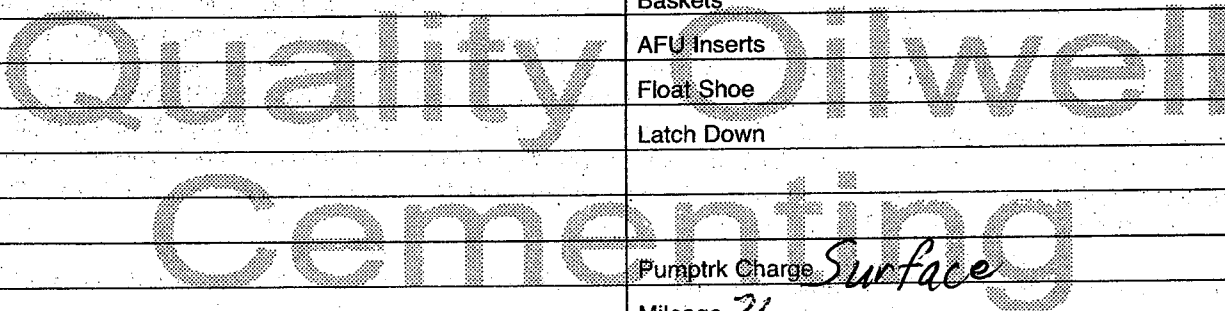 Baskets
Quality Oilwell
AFU Inserts
Float Shoe
Latch Down
Cementing
Pumptrk Charge Surface
Mileage